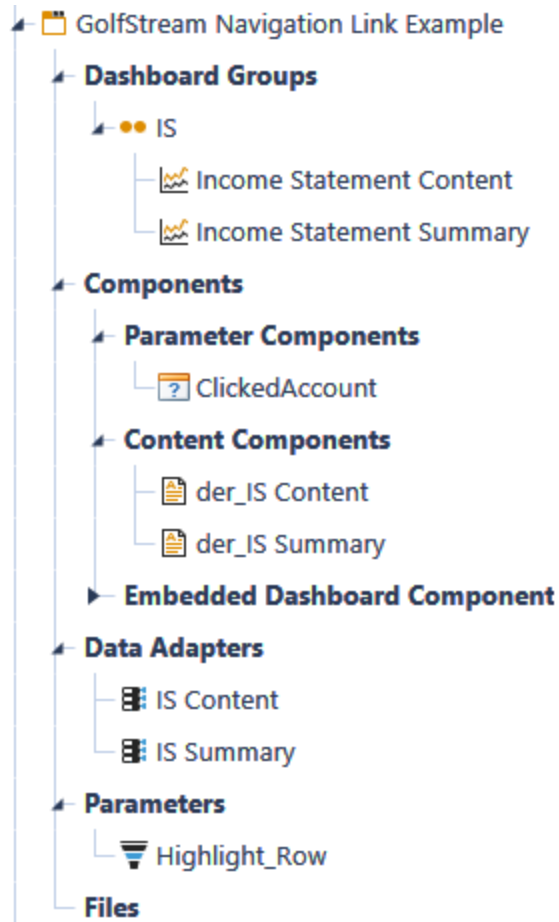 GolfStream Navigation Link Example
Dashboard Groups
IS
Income Statement Content
Income Statement Summary
Components
Parameter Components
ClickedAccount
Content Components
der_IS Content
der_IS Summary
Embedded Dashboard Component
Data Adapters
IS Content
IS Summary
Parameters
Highlight_Row
Files